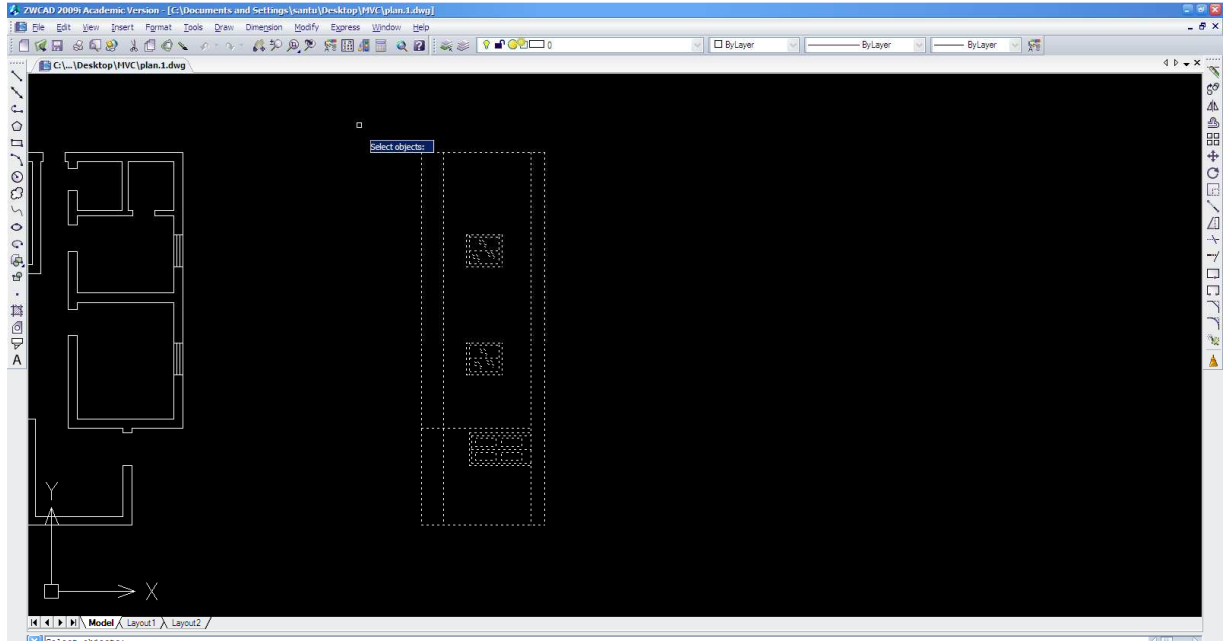 ZWCAD 2009i Academic Version - [C:\Documents and Settings\santu\Desktop\MVC\plan.1.dwg]
File Edit View Insert Format Tools Draw Dimension Modify Express Window Help
0 ByLayer ByLayer ByLayer
C:\...\Desktop\MVC\plan.1.dwg
Select objects:
A
Y
X
Model Layout1 Layout2
Select objects: